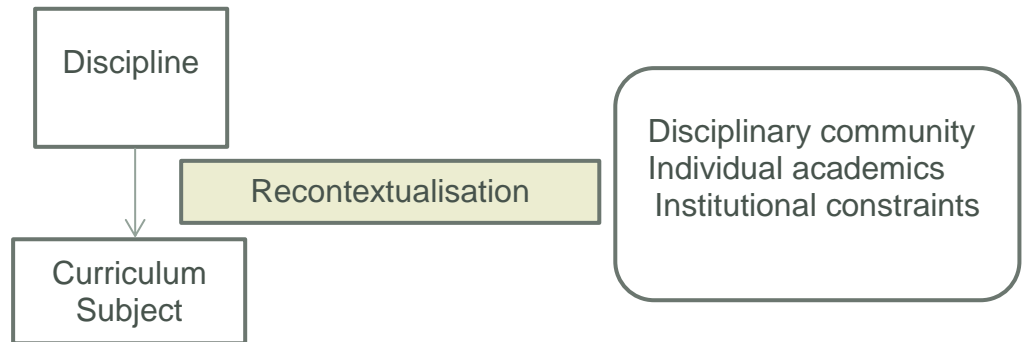 Discipline
Recontextualisation
Disciplinary community
Individual academics
Institutional constraints
Curriculum
Subject